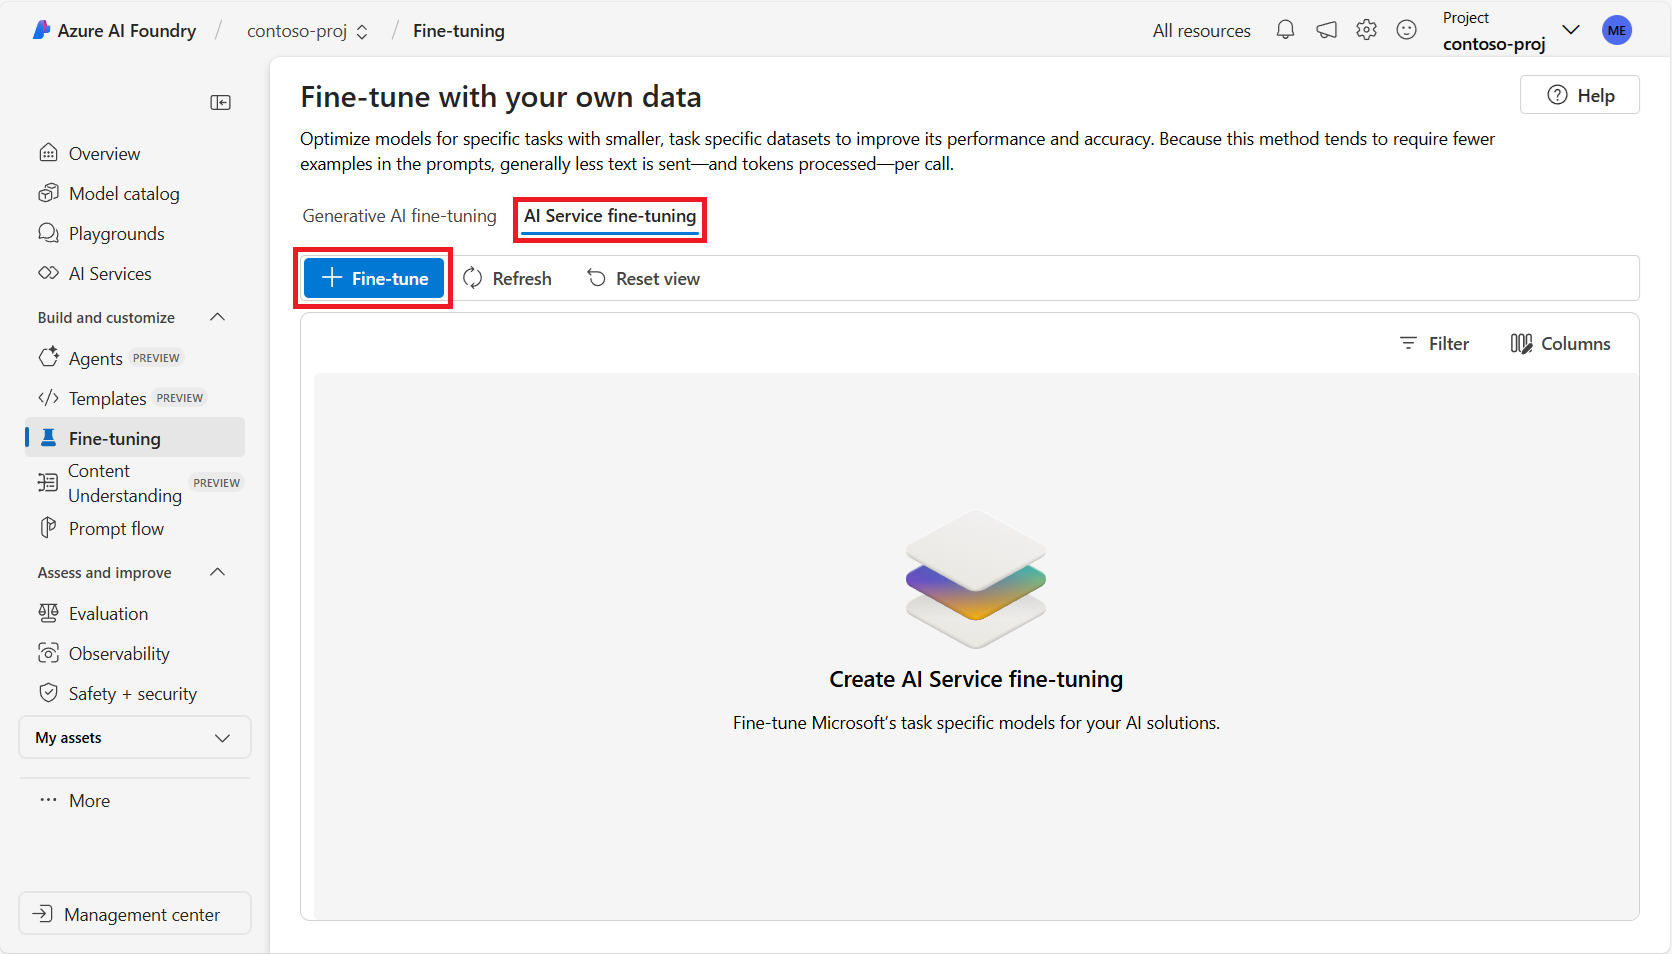 Azure AI Foundry / contoso-proj / Fine-tuning
All resources
Project
contoso-proj
ME
Overview
Model catalog
Playgrounds
AI Services
Build and customize
Agents PREVIEW
Templates PREVIEW
Fine-tuning
Content
Understanding PREVIEW
Prompt flow
Assess and improve
Evaluation
Observability
Safety + security
My assets
More
Management center
Fine-tune with your own data
Help
Optimize models for specific tasks with smaller, task specific datasets to improve its performance and accuracy. Because this method tends to require fewer
examples in the prompts, generally less text is sent—and tokens processed—per call.
Generative AI fine-tuning AI Service fine-tuning
Fine-tune Refresh Reset view
Filter Columns
Create AI Service fine-tuning
Fine-tune Microsoft’s task specific models for your AI solutions.